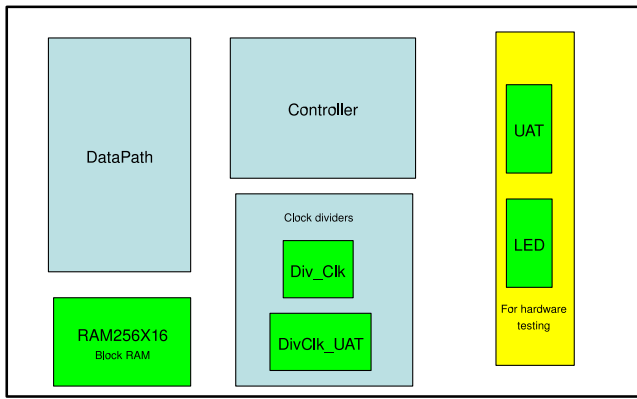 DataPath
Controller
Clock dividers
Div_Clk
DivClk_UAT
RAM256X16
Block RAM
UAT
LED
For hardware
testing